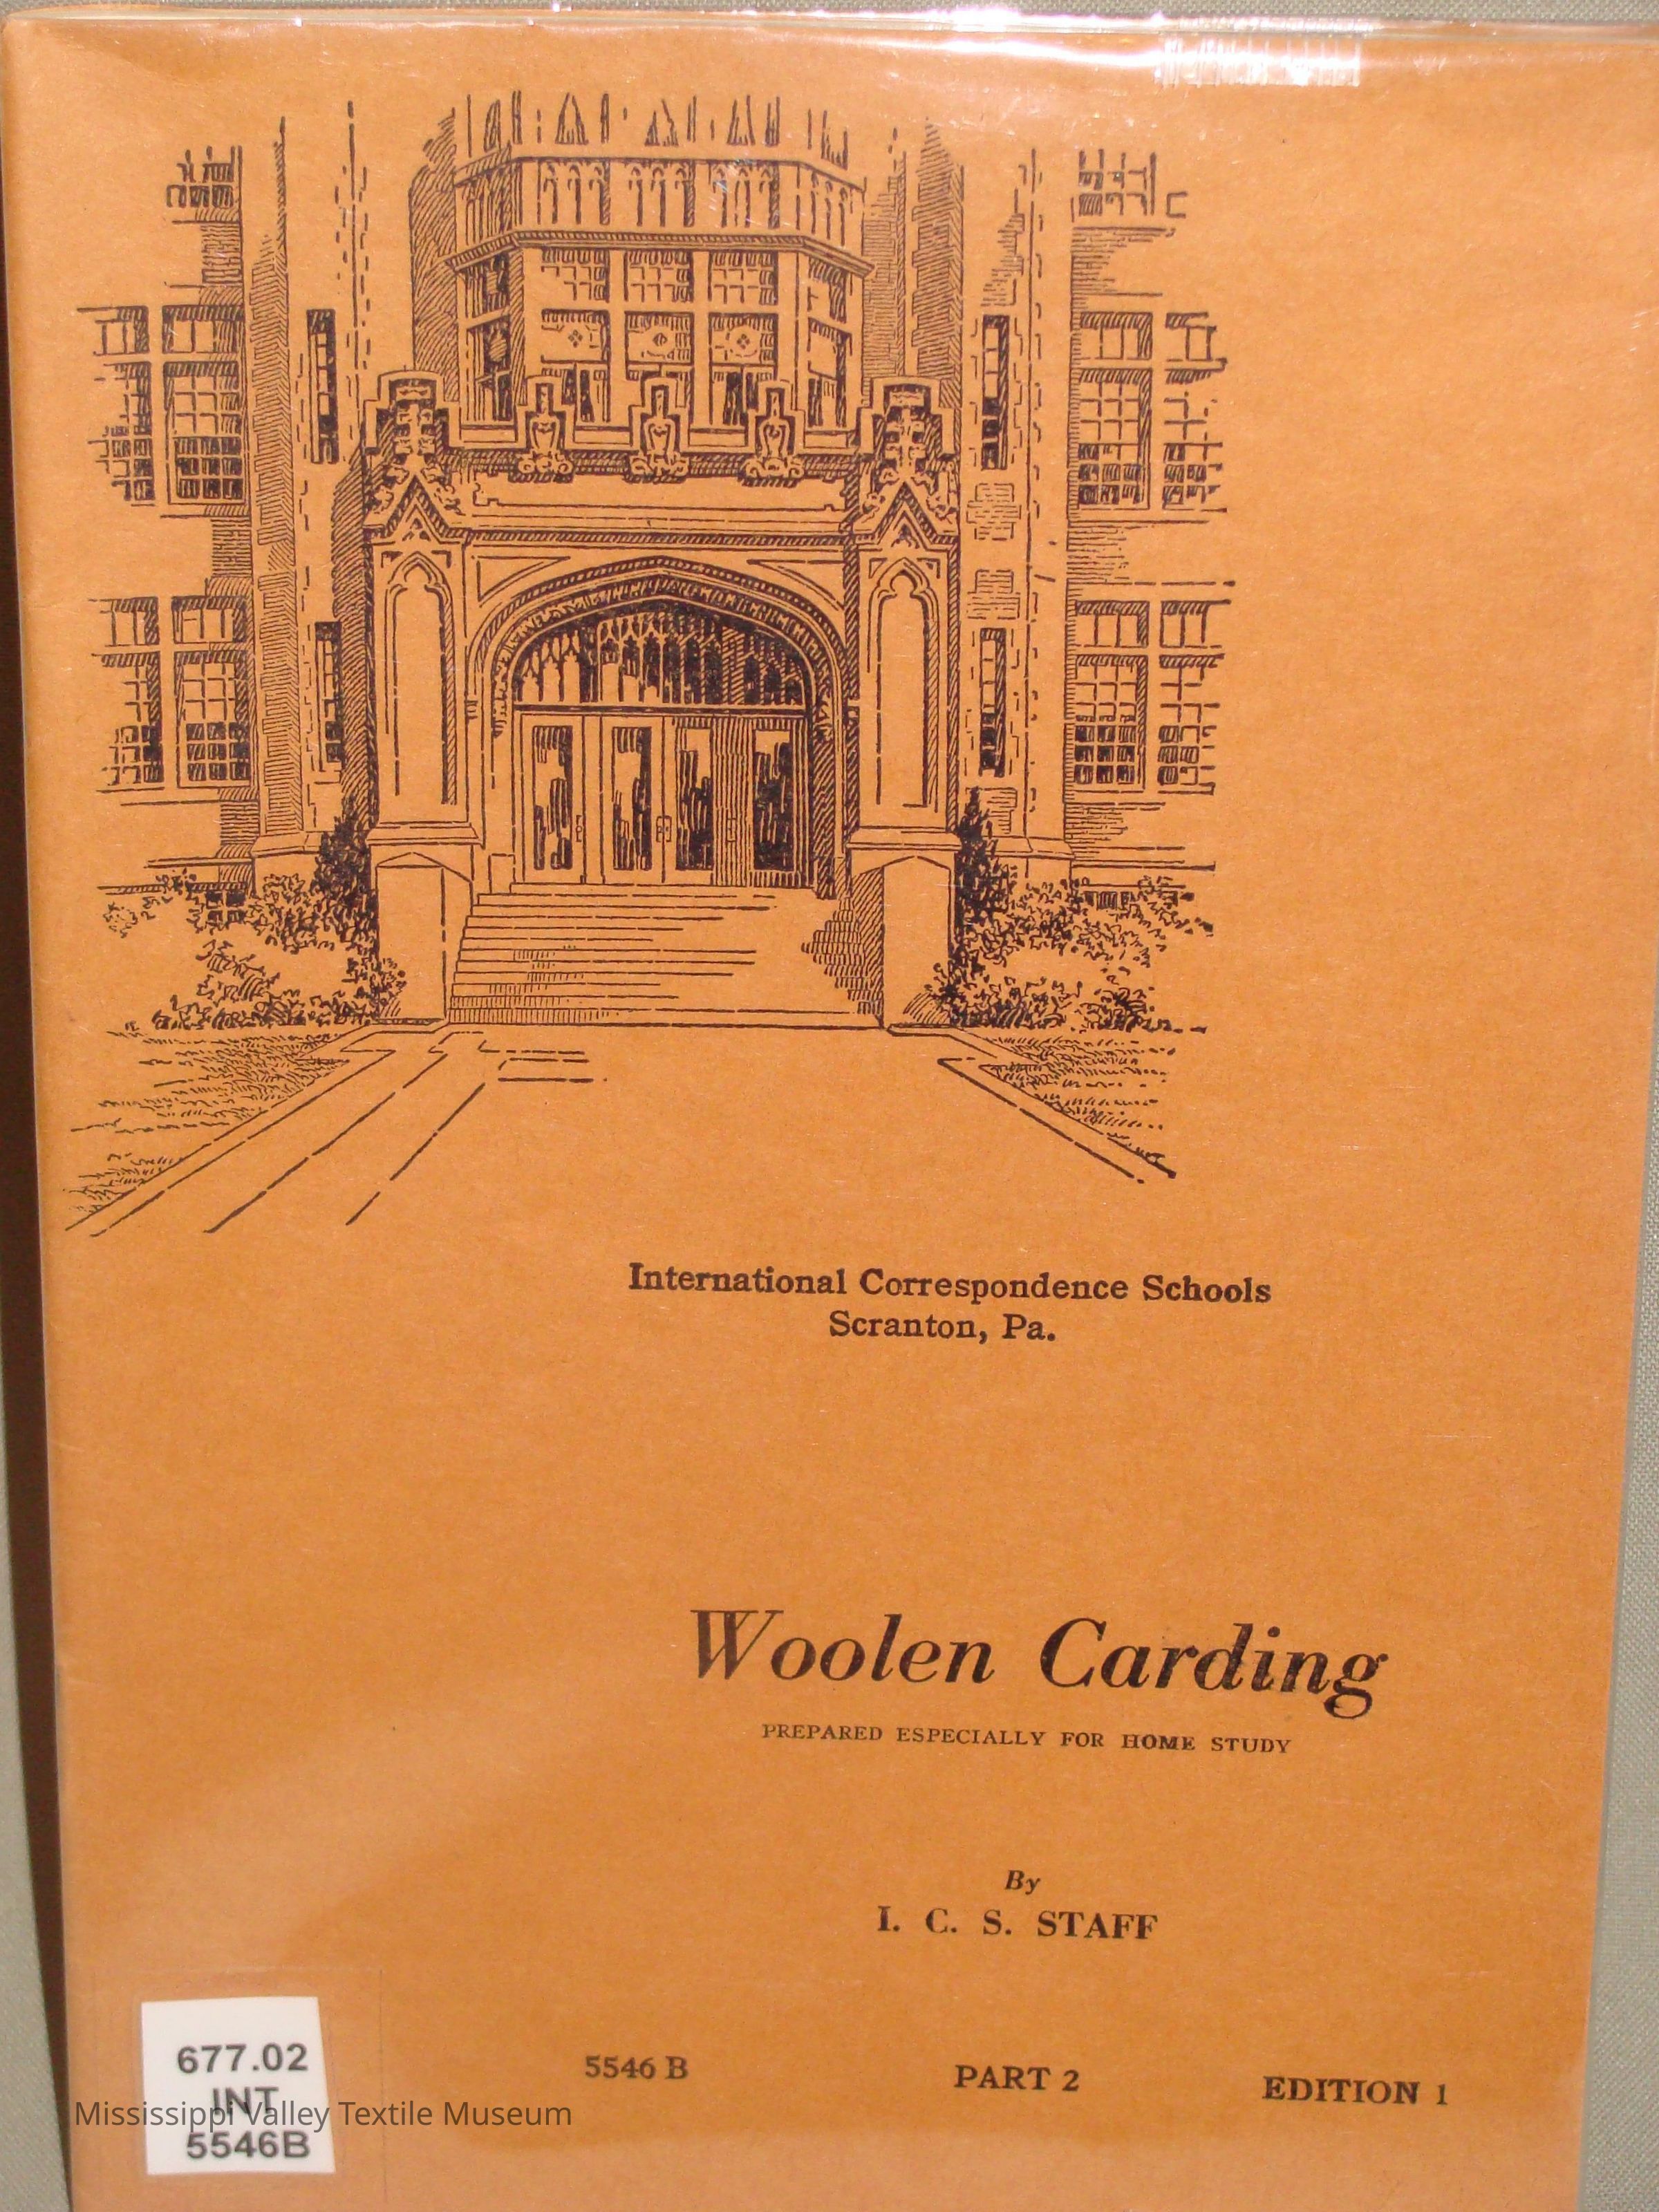 International Correspondence Schools
Scranton, Pa.
Woolen Carding
PREPARED ESPECIALLY FOR HOME STUDY
By
I. C. S. STAFF
5546 B PART 2 EDITION 1
677.02
INT
5546B
Mississippi Valley Textile Museum